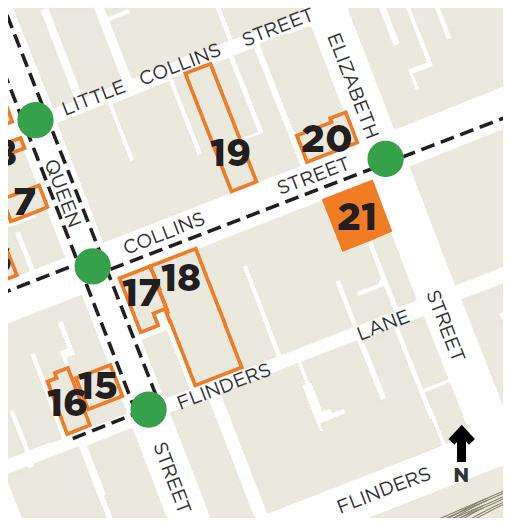 LITTLE COLLINS STREET
ELIZABETH
20
19
QUEEN
7
STREET
21
COLLINS
18
17
STREET
LANE
FLINDERS
15
16
STREET
FLINDERS
N